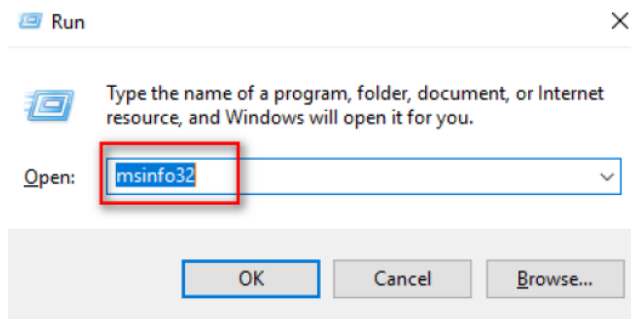 Run
Type the name of a program, folder, document, or Internet
resource, and Windows will open it for you.
Open: msinfo32
OK Cancel Browse...